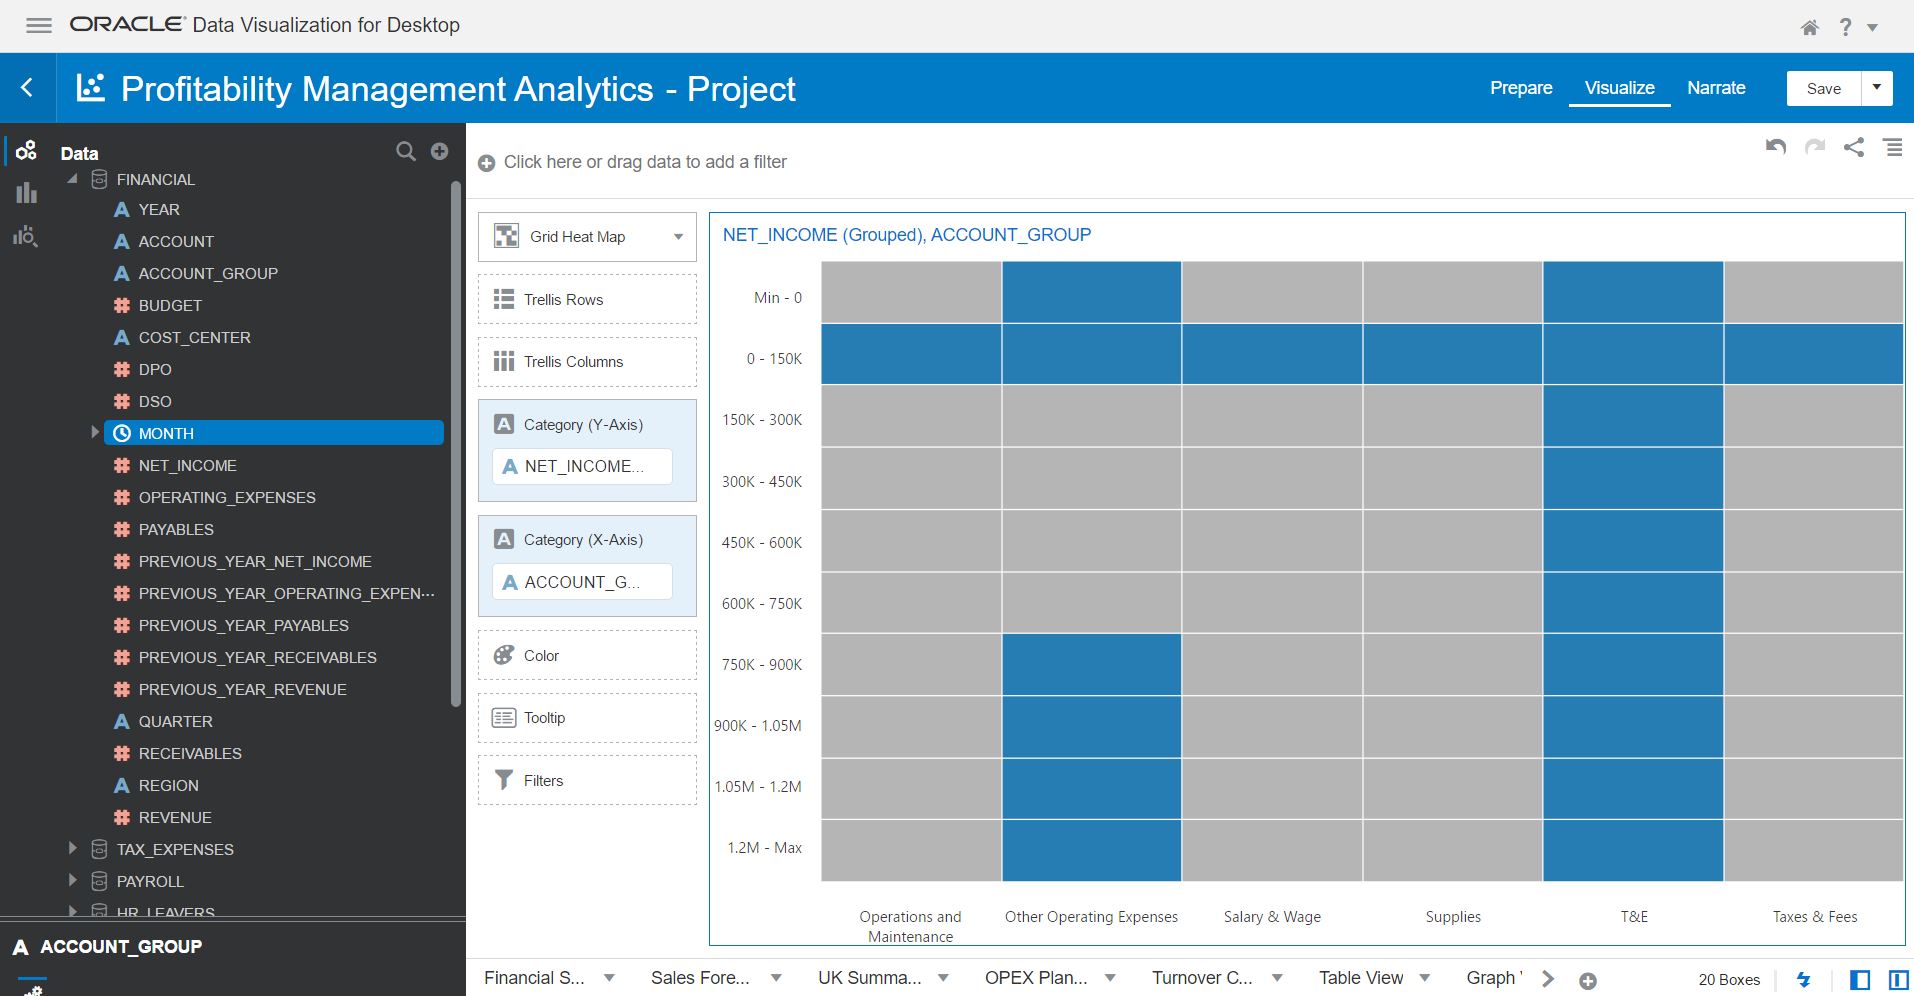 ORACLE Data Visualization for Desktop
?
Profitability Management Analytics - Project
Prepare
Visualize
Narrate
Save
Data
FINANCIAL
A YEAR
A ACCOUNT
A ACCOUNT_GROUP
# BUDGET
A COST_CENTER
# DPO
# DSO
MONTH
# NET_INCOME
# OPERATING_EXPENSES
# PAYABLES
# PREVIOUS_YEAR_NET_INCOME
# PREVIOUS_YEAR_OPERATING_EXPEN...
# PREVIOUS_YEAR_PAYABLES
# PREVIOUS_YEAR_RECEIVABLES
# PREVIOUS_YEAR_REVENUE
A QUARTER
# RECEIVABLES
A REGION
# REVENUE
TAX_EXPENSES
PAYROLL
HR_LEAVERS
A ACCOUNT_GROUP
Click here or drag data to add a filter
Grid Heat Map
Trellis Rows
Trellis Columns
A Category (Y-Axis)
A NET_INCOME...
A Category (X-Axis)
A ACCOUNT_G...
Color
Tooltip
Filters
NET_INCOME (Grouped), ACCOUNT_GROUP
Min - 0
0 - 150K
150K - 300K
300K - 450K
450K - 600K
600K - 750K
750K - 900K
900K - 1.05M
1.05M - 1.2M
1.2M - Max
Operations and
Maintenance
Other Operating Expenses
Salary & Wage
Supplies
T&E
Taxes & Fees
Financial S...
Sales Fore...
UK Summa...
OPEX Plan...
Turnover C...
Table View
Graph
20 Boxes